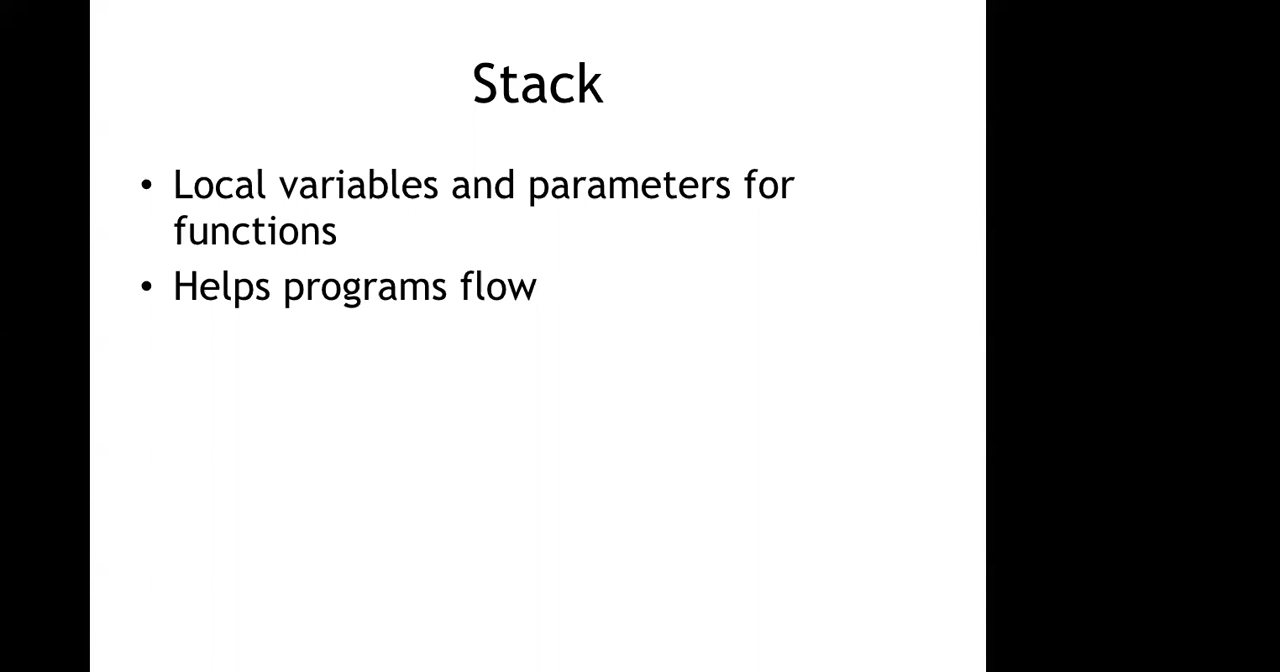 Stack
• Local variables and parameters for
functions
• Helps programs flow